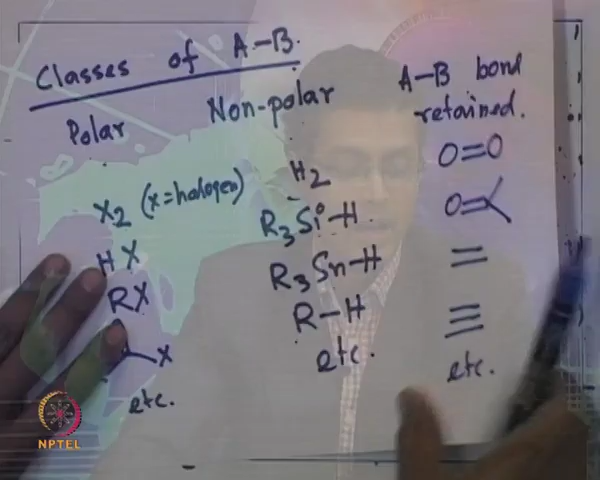 Classes of A-B.
Polar Non-polar A-B bond retained.
X2 (X=halogen) H2 O=O
HX R3Si-H O=
RX R3Sn-H =
X R-H ≡
etc. etc. etc.
NPTEL